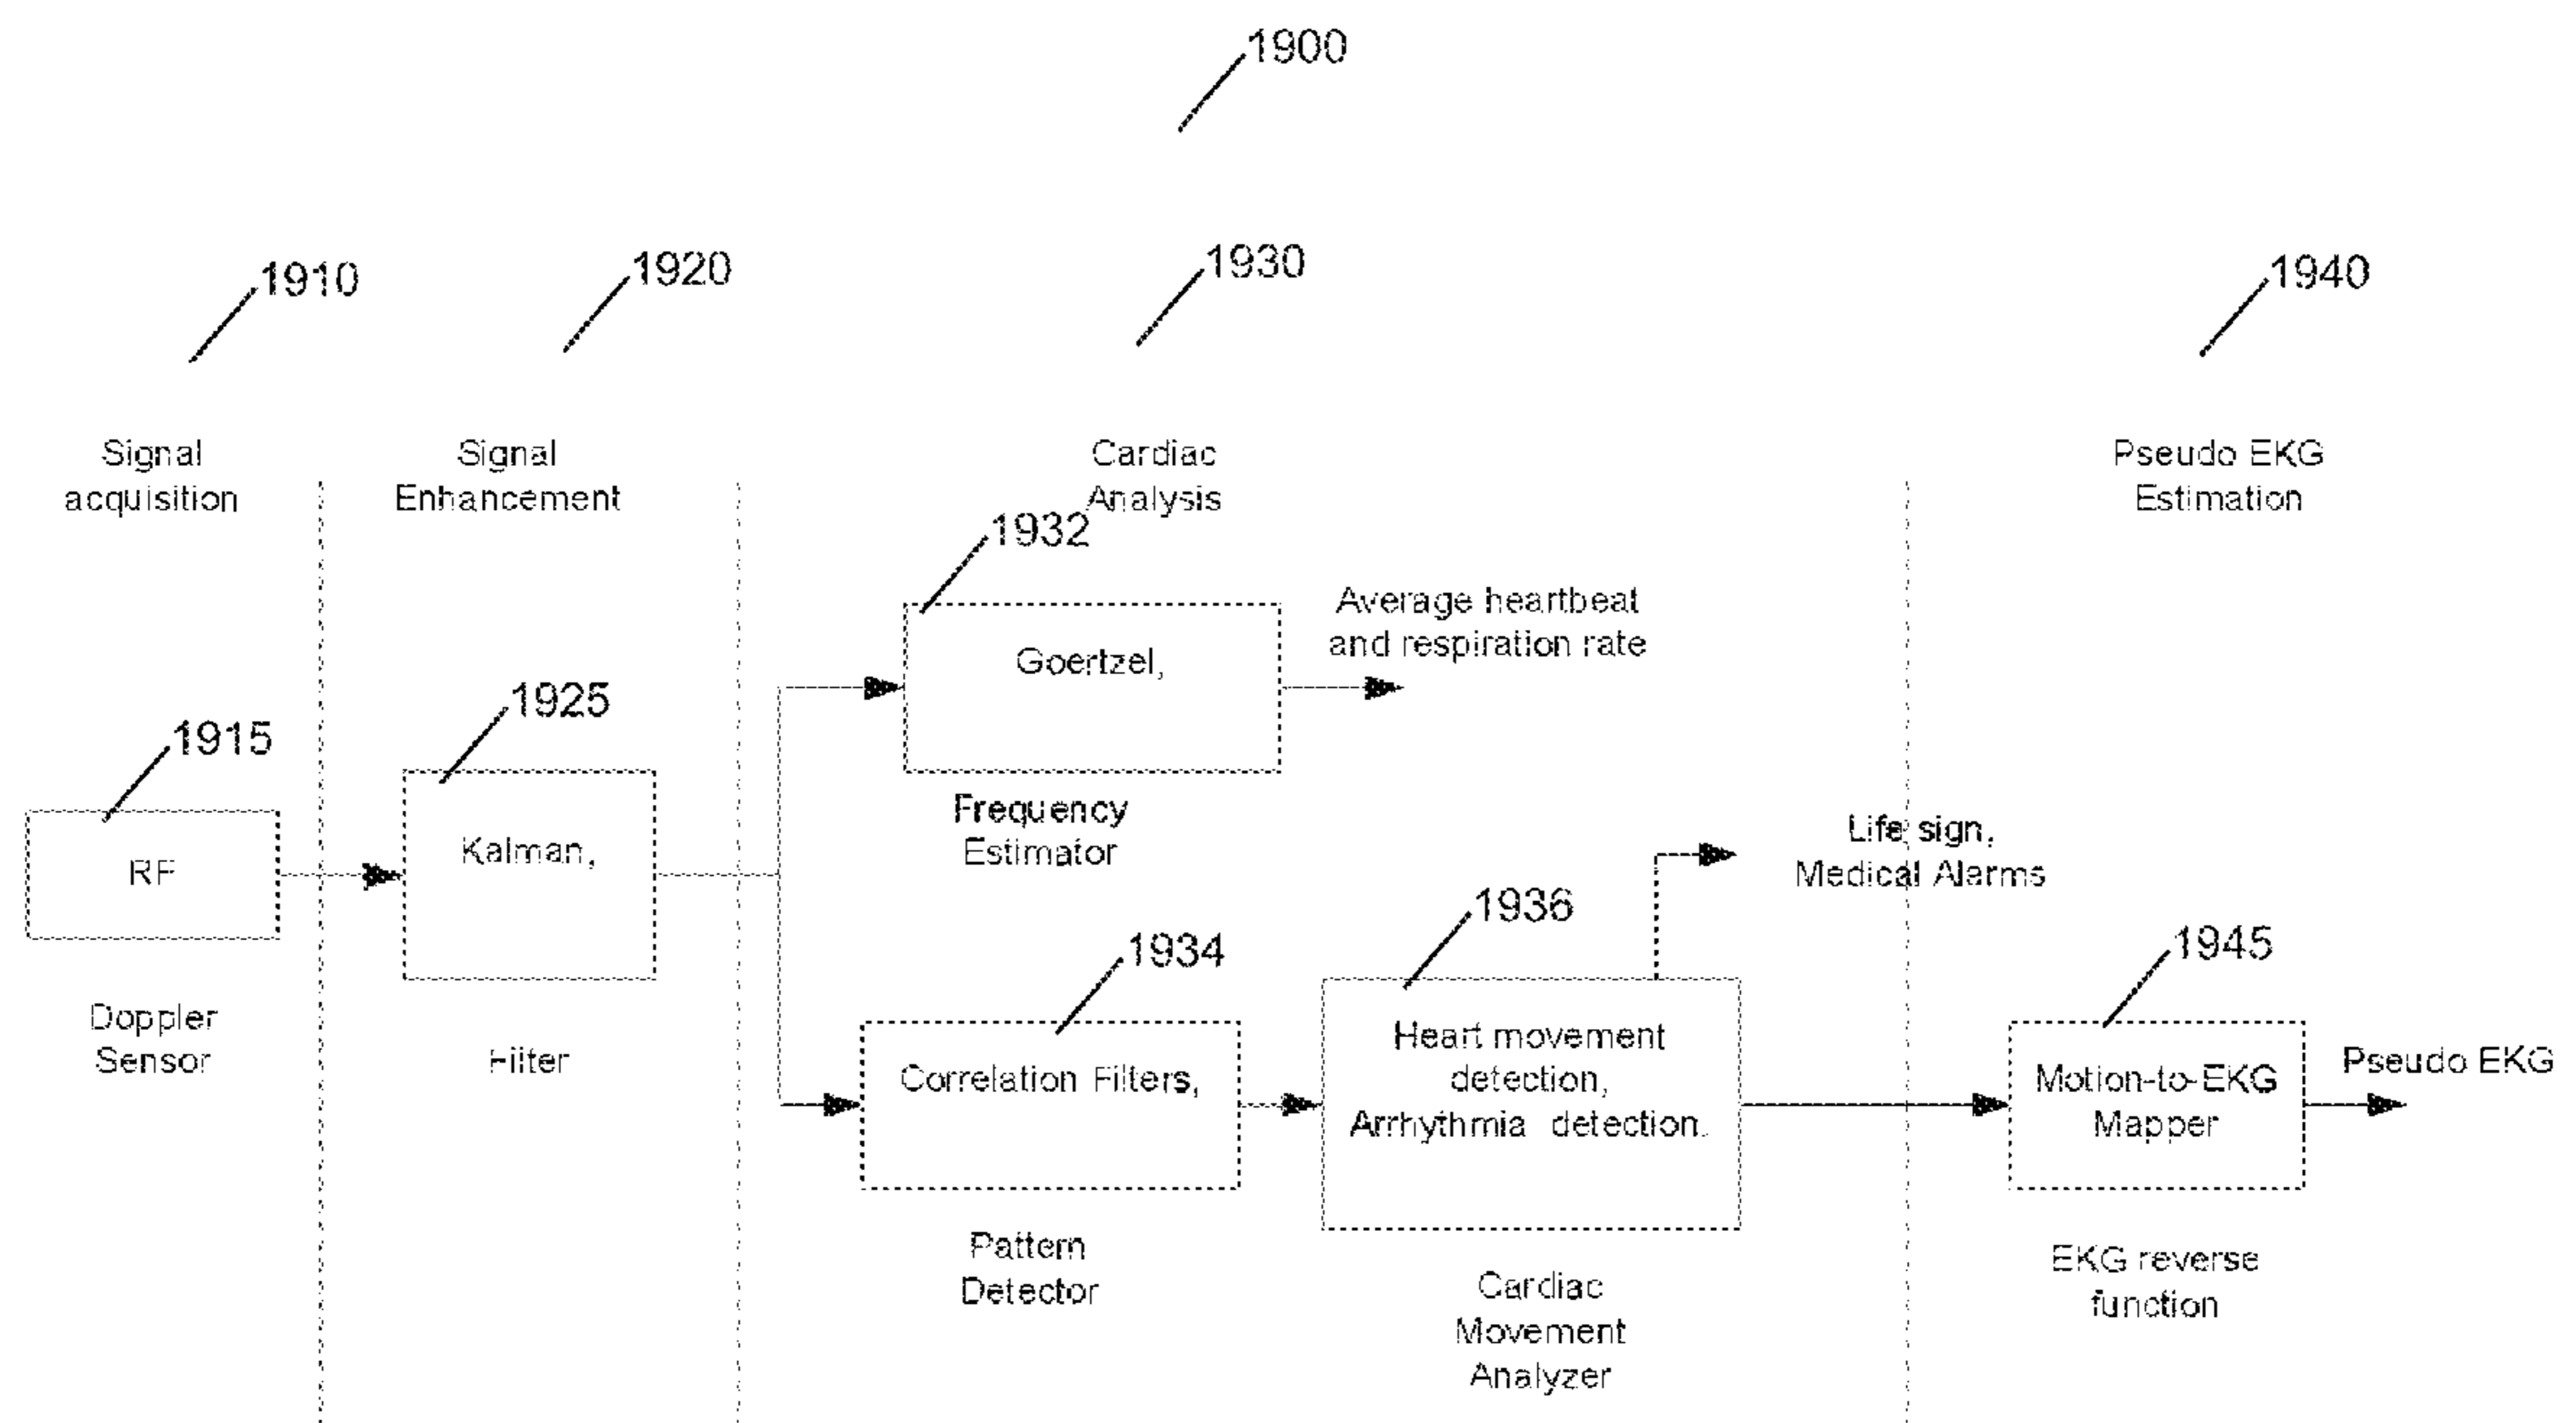 1900
1910
1920
1930
1940
Signal
acquisition
Signal
Enhancement
Cardiac
Analysis
Pseudo EKG
Estimation
1932
Goertzel,
Average heartbeat
and respiration rate
Frequency
Estimator
1915
RF
Doppler
Sensor
1925
Kalman,
Filter
1934
Correlation Filters,
Pattern
Detector
1936
Heart movement
detection,
Arrhythmia detection.
Cardiac
Movement
Analyzer
Life sign,
Medical Alarms
1945
Motion-to-EKG
Mapper
EKG reverse
function
Pseudo EKG